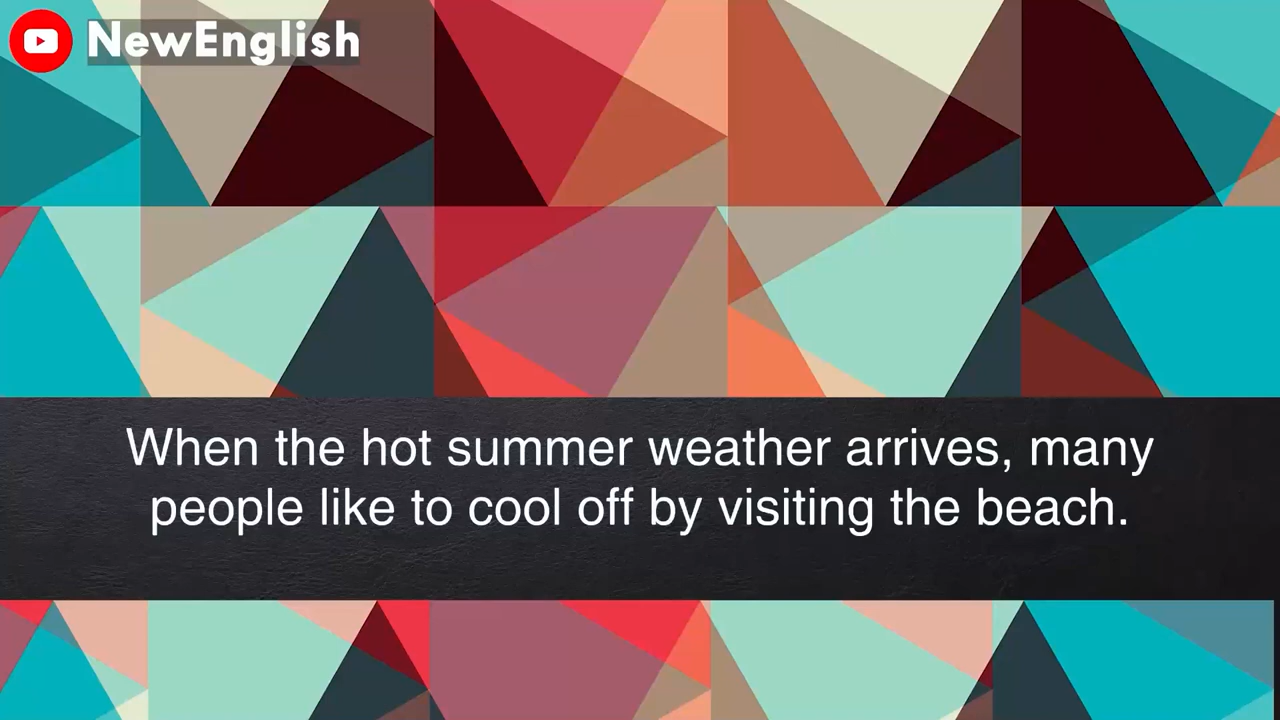 NewEnglish
When the hot summer weather arrives, many
people like to cool off by visiting the beach.